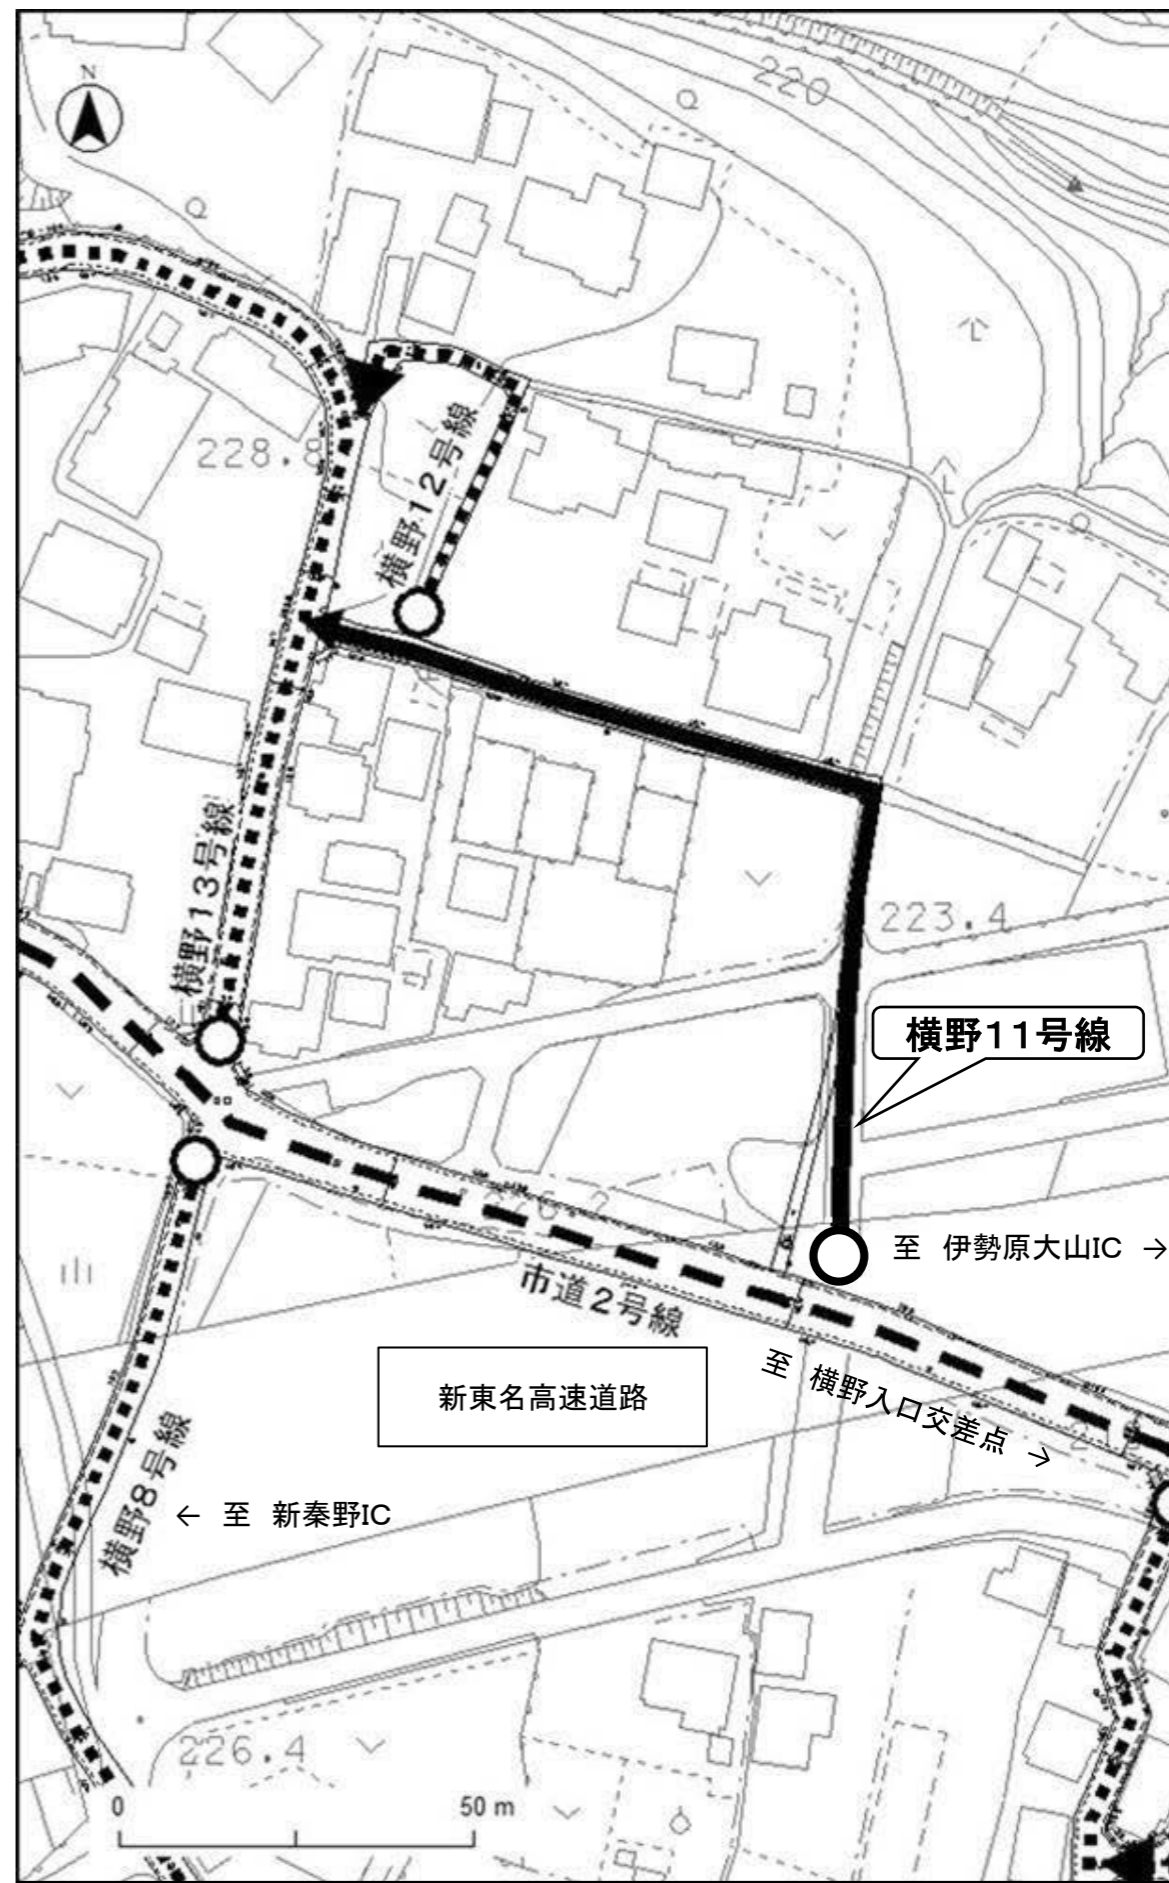 N
220
228.8
横野12号線
横野13号線
223.4
横野11号線
至 伊勢原大山IC →
市道2号線
新東名高速道路
至 横野入口交差点 →
横野8号線
← 至 新秦野IC
226.4
0
50 m